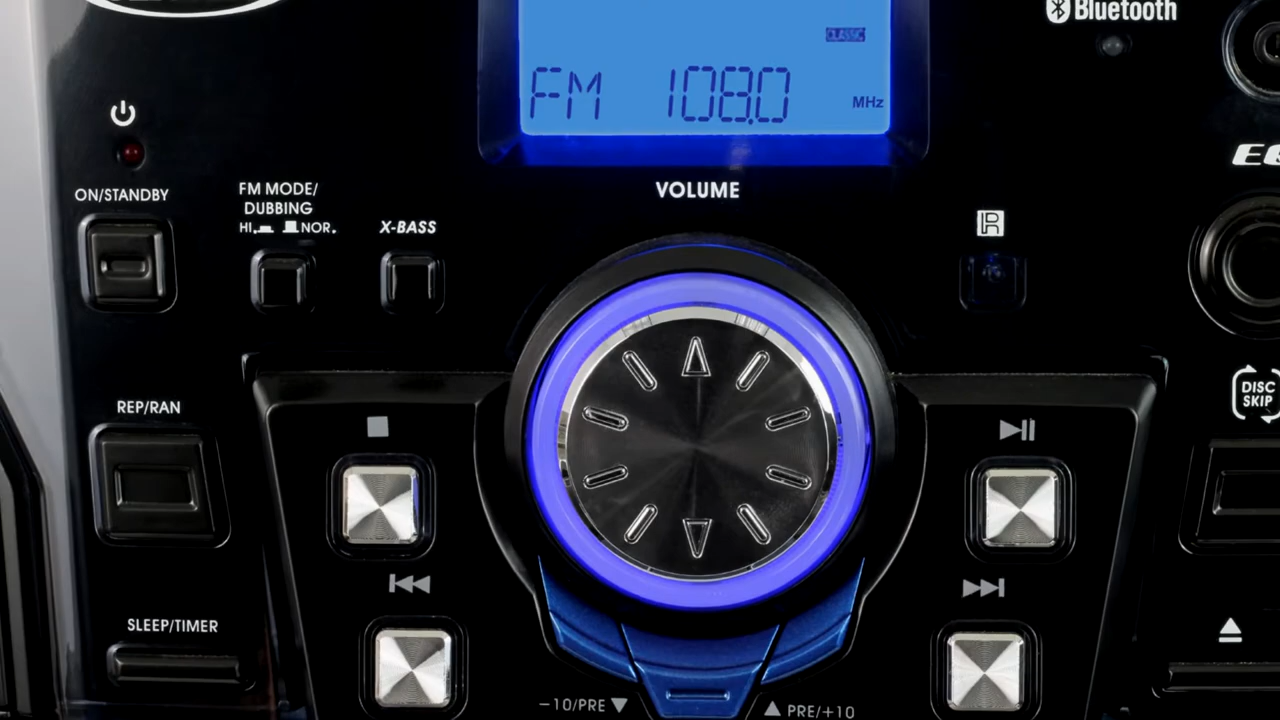 Bluetooth
CLASSIC
FM 108.0 MHz
ON/STANDBY
FM MODE/
DUBBING
HI. NOR.
X-BASS
VOLUME
IR
REP/RAN
DISC
SKIP
SLEEP/TIMER
−10/PRE
PRE/+10